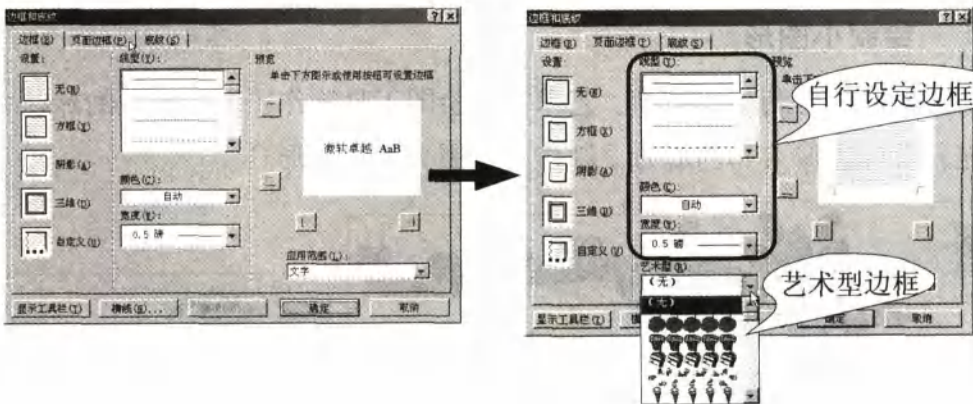 边框和底纹
边框(B) 页面边框(P) 底纹(S)
设置:
无(N)
方框(X)
阴影(A)
三维(D)
自定义(U)
线型(Y):
颜色(C):
自动
宽度(W):
0.5 磅
预览
单击下方图示或使用按钮可设置边框
微软卓越 AaB
应用范围(L):
文字
显示工具栏(T) 横线(H)... 确定 取消
边框和底纹
边框(B) 页面边框(P) 底纹(S)
设置:
无(N)
方框(X)
阴影(A)
三维(D)
自定义(U)
线型(Y):
颜色(C):
自动
宽度(W):
0.5 磅
艺术型(R):
(无)
(无)
预览
单击下
自行设定边框
艺术型边框
显示工具栏(T) 横 确定 取消